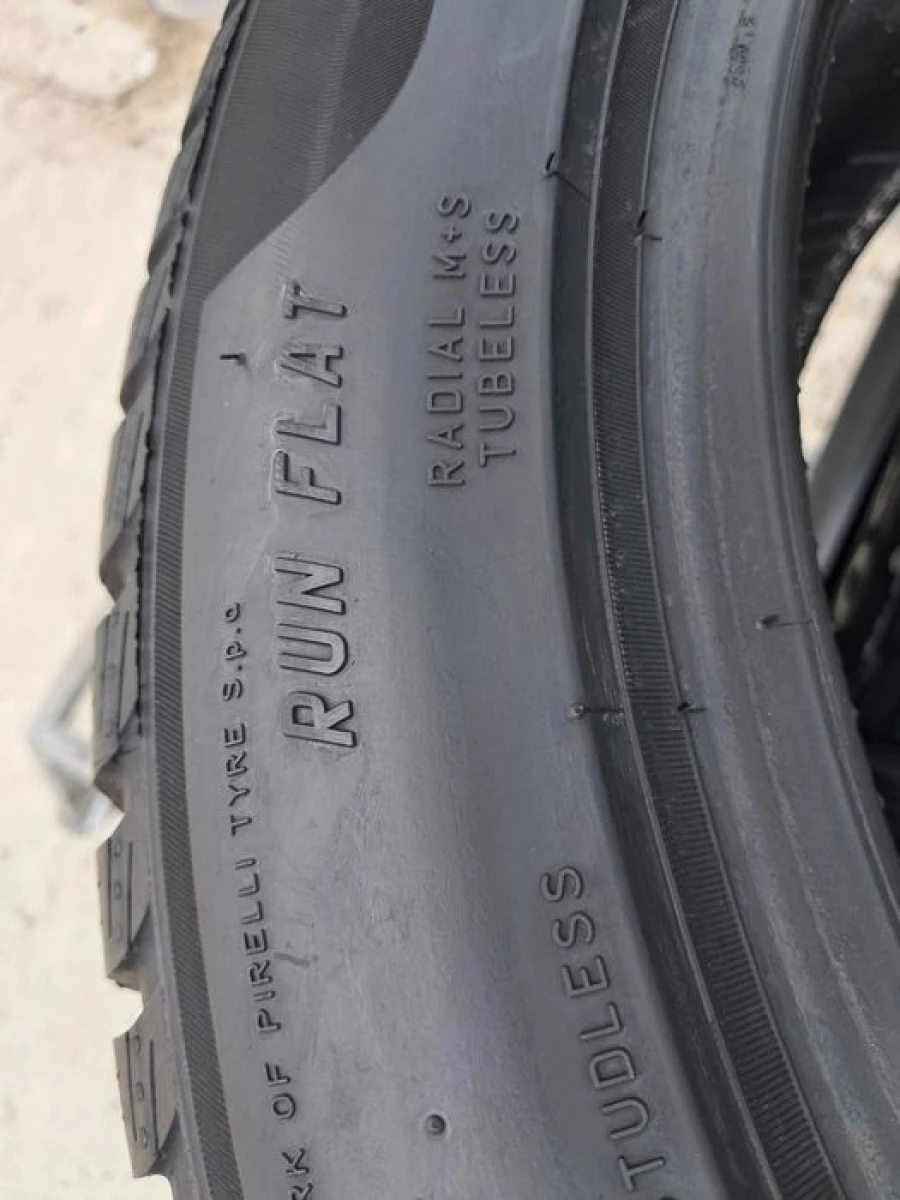 RK OF PIRELLI TYRE S.p.a
RUN FLAT
RADIAL M+S
TUBELESS
TUDLESS